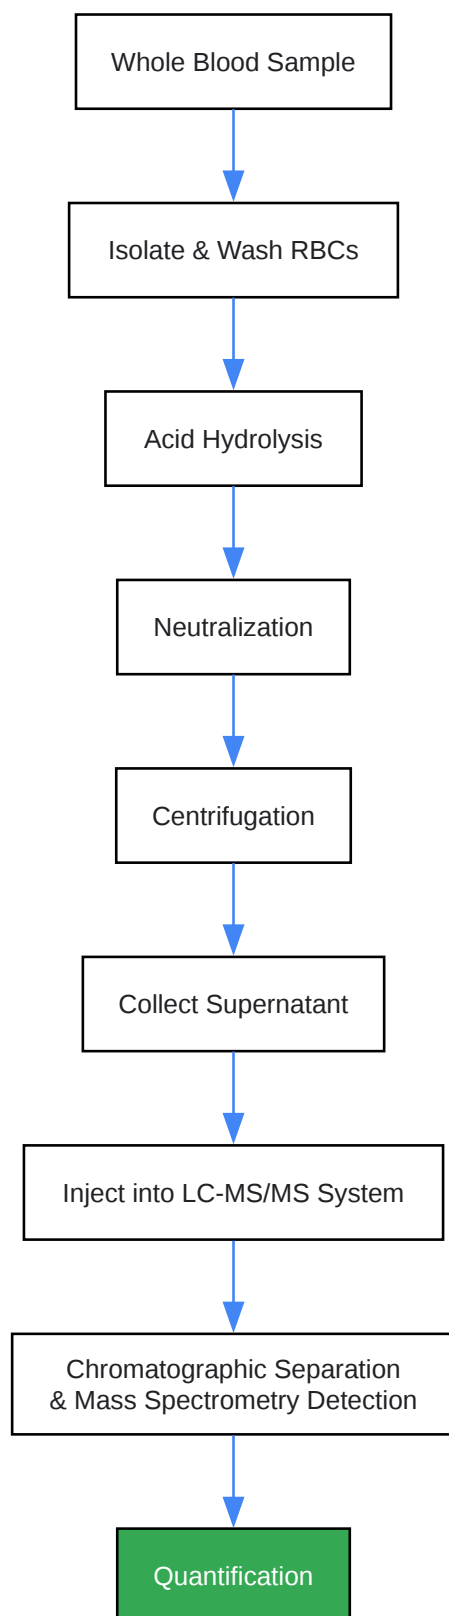 Whole Blood Sample
Isolate & Wash RBCs
Acid Hydrolysis
Neutralization
Centrifugation
Collect Supernatant
Inject into LC-MS/MS System
Chromatographic Separation
& Mass Spectrometry Detection
Quantification